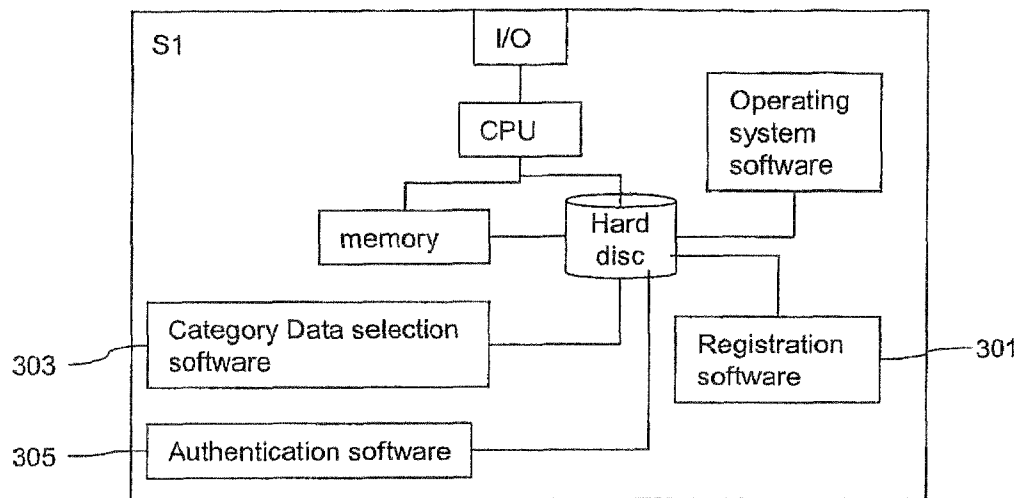 S1
I/O
CPU
Operating
system
software
memory
Hard
disc
Category Data selection
software
303
Registration
software
301
Authentication software
305